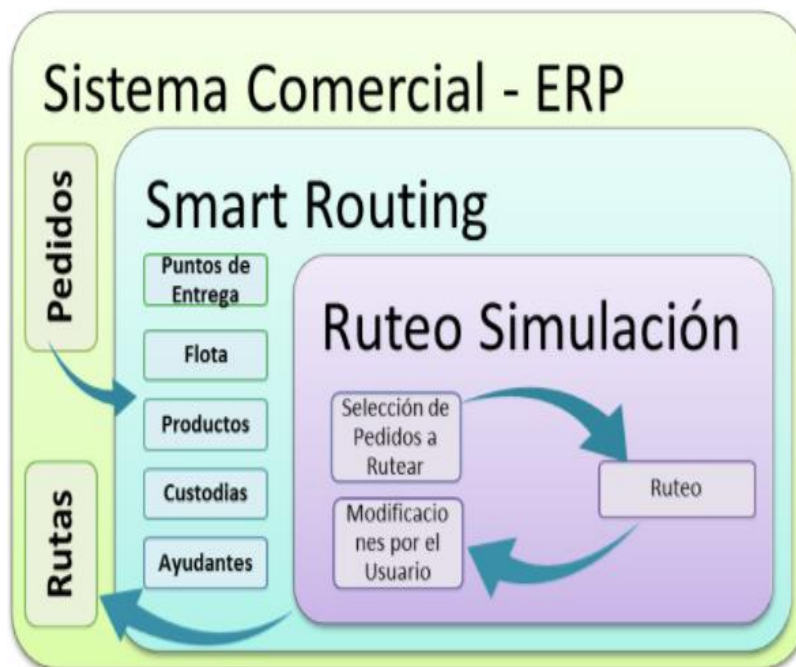 Sistema Comercial - ERP
Pedidos
Smart Routing
Puntos de
Entrega
Flota
Productos
Custodias
Ayudantes
Ruteo Simulación
Selección de
Pedidos a
Rutear
Ruteo
Modificacio
nes por el
Usuario
Rutas